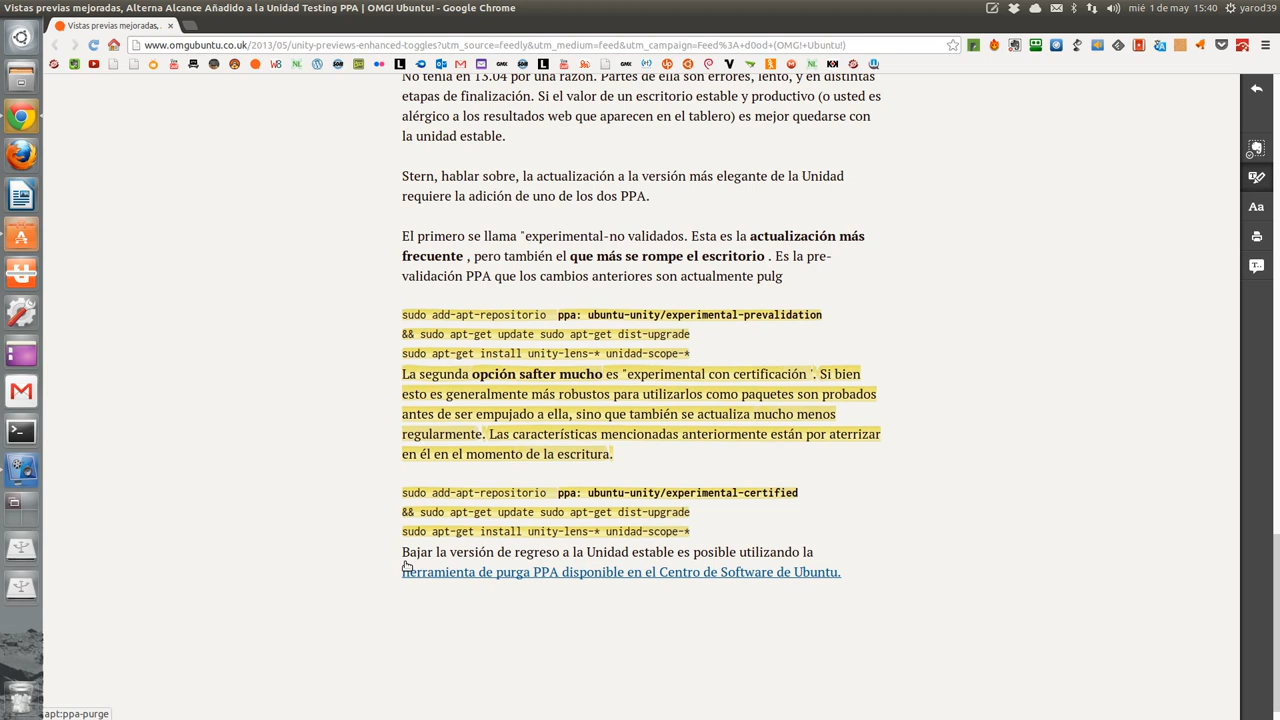 Vistas previas mejoradas, Alterna Alcance Añadido a la Unidad Testing PPA | OMG! Ubuntu! - Google Chrome
mié 1 de may 15:40 yarod39
Vistas previas mejoradas,
www.omgubuntu.co.uk/2013/05/unity-previews-enhanced-toggles?utm_source=feedly&utm_medium=feed&utm_campaign=Feed%3A+d0od+(OMG!+Ubuntu!)
No tenía en 13.04 por una razón. Partes de ella son errores, lento, y en distintas
etapas de finalización. Si el valor de un escritorio estable y productivo (o usted es
alérgico a los resultados web que aparecen en el tablero) es mejor quedarse con
la unidad estable.
Stern, hablar sobre, la actualización a la versión más elegante de la Unidad
requiere la adición de uno de los dos PPA.
El primero se llama "experimental-no validados. Esta es la actualización más
frecuente , pero también el que más se rompe el escritorio . Es la pre-
validación PPA que los cambios anteriores son actualmente pulg
sudo add-apt-repositorio ppa: ubuntu-unity/experimental-prevalidation
&& sudo apt-get update sudo apt-get dist-upgrade
sudo apt-get install unity-lens-* unidad-scope-*
La segunda opción safter mucho es "experimental con certificación '. Si bien
esto es generalmente más robustos para utilizarlos como paquetes son probados
antes de ser empujado a ella, sino que también se actualiza mucho menos
regularmente. Las características mencionadas anteriormente están por aterrizar
en él en el momento de la escritura.
sudo add-apt-repositorio ppa: ubuntu-unity/experimental-certified
&& sudo apt-get update sudo apt-get dist-upgrade
sudo apt-get install unity-lens-* unidad-scope-*
Bajar la versión de regreso a la Unidad estable es posible utilizando la
herramienta de purga PPA disponible en el Centro de Software de Ubuntu.
apt:ppa-purge